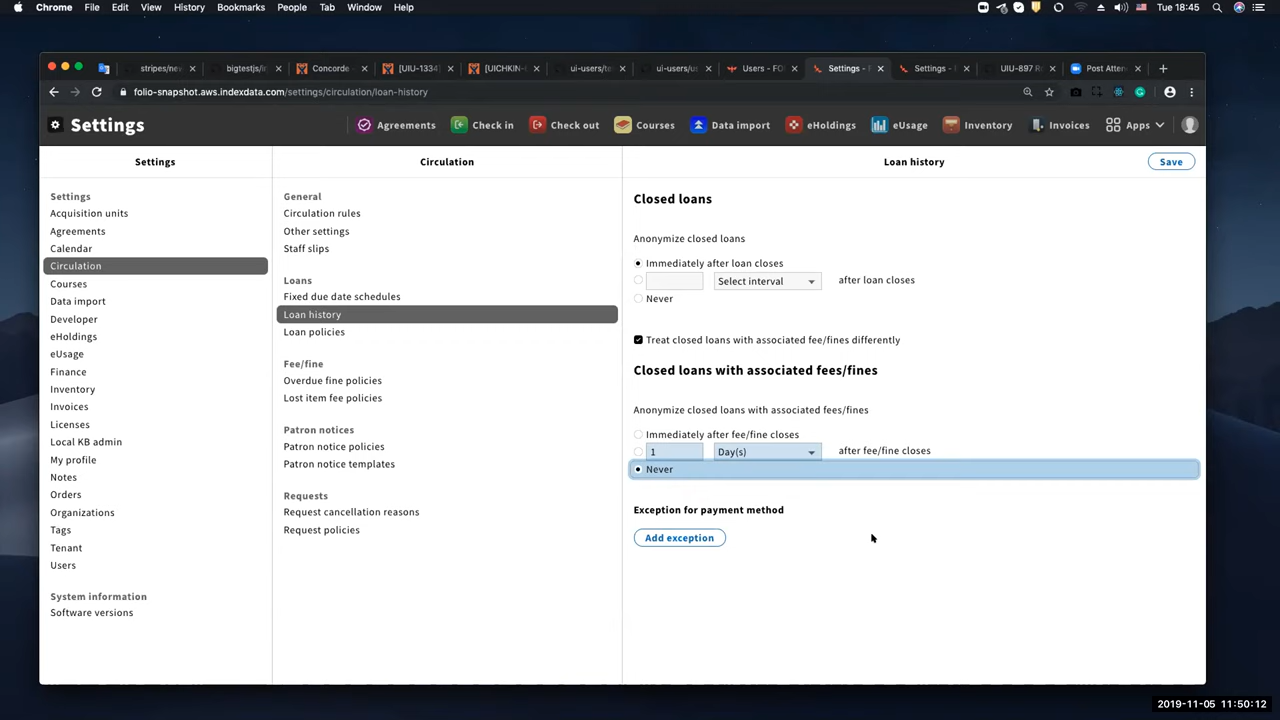 Chrome File Edit View History Bookmarks People Tab Window Help Tue 18:45
stripes/ne bigtestjs/i Concorde - [UIU-1334] [UICHKIN- ui-users/te ui-users/u Users - FO Settings - F Settings - F UIU-897 R Post Atten
folio-snapshot.aws.indexdata.com/settings/circulation/loan-history
Settings Agreements Check in Check out Courses Data import eHoldings eUsage Inventory Invoices Apps
Settings
Settings
Acquisition units
Agreements
Calendar
Circulation
Courses
Data import
Developer
eHoldings
eUsage
Finance
Inventory
Invoices
Licenses
Local KB admin
My profile
Notes
Orders
Organizations
Tags
Tenant
Users
System information
Software versions
Circulation
General
Circulation rules
Other settings
Staff slips
Loans
Fixed due date schedules
Loan history
Loan policies
Fee/fine
Overdue fine policies
Lost item fee policies
Patron notices
Patron notice policies
Patron notice templates
Requests
Request cancellation reasons
Request policies
Loan history Save
Closed loans
Anonymize closed loans
Immediately after loan closes
Select interval after loan closes
Never
Treat closed loans with associated fee/fines differently
Closed loans with associated fees/fines
Anonymize closed loans with associated fees/fines
Immediately after fee/fine closes
1 Day(s) after fee/fine closes
Never
Exception for payment method
Add exception
2019-11-05 11:50:12